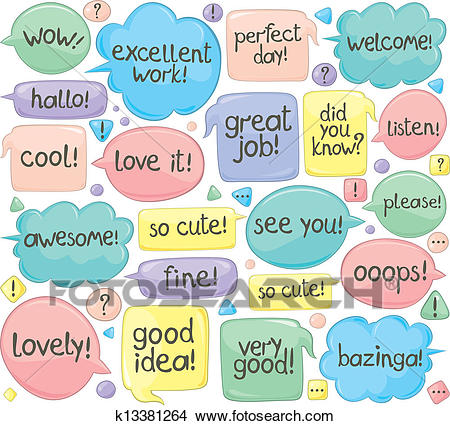 wow!
excellent
work!
perfect
day!
welcome!
!
?
hallo!
!
great
job!
did
you
know?
listen!
cool!
love it!
?
...
!
please!
awesome!
so cute!
see you!
...
fine!
so cute!
ooops!
!
?
!
FOTOSEARCH ®
lovely!
good
idea!
very
good!
bazinga!
!
...
...
k13381264 www.fotosearch.com